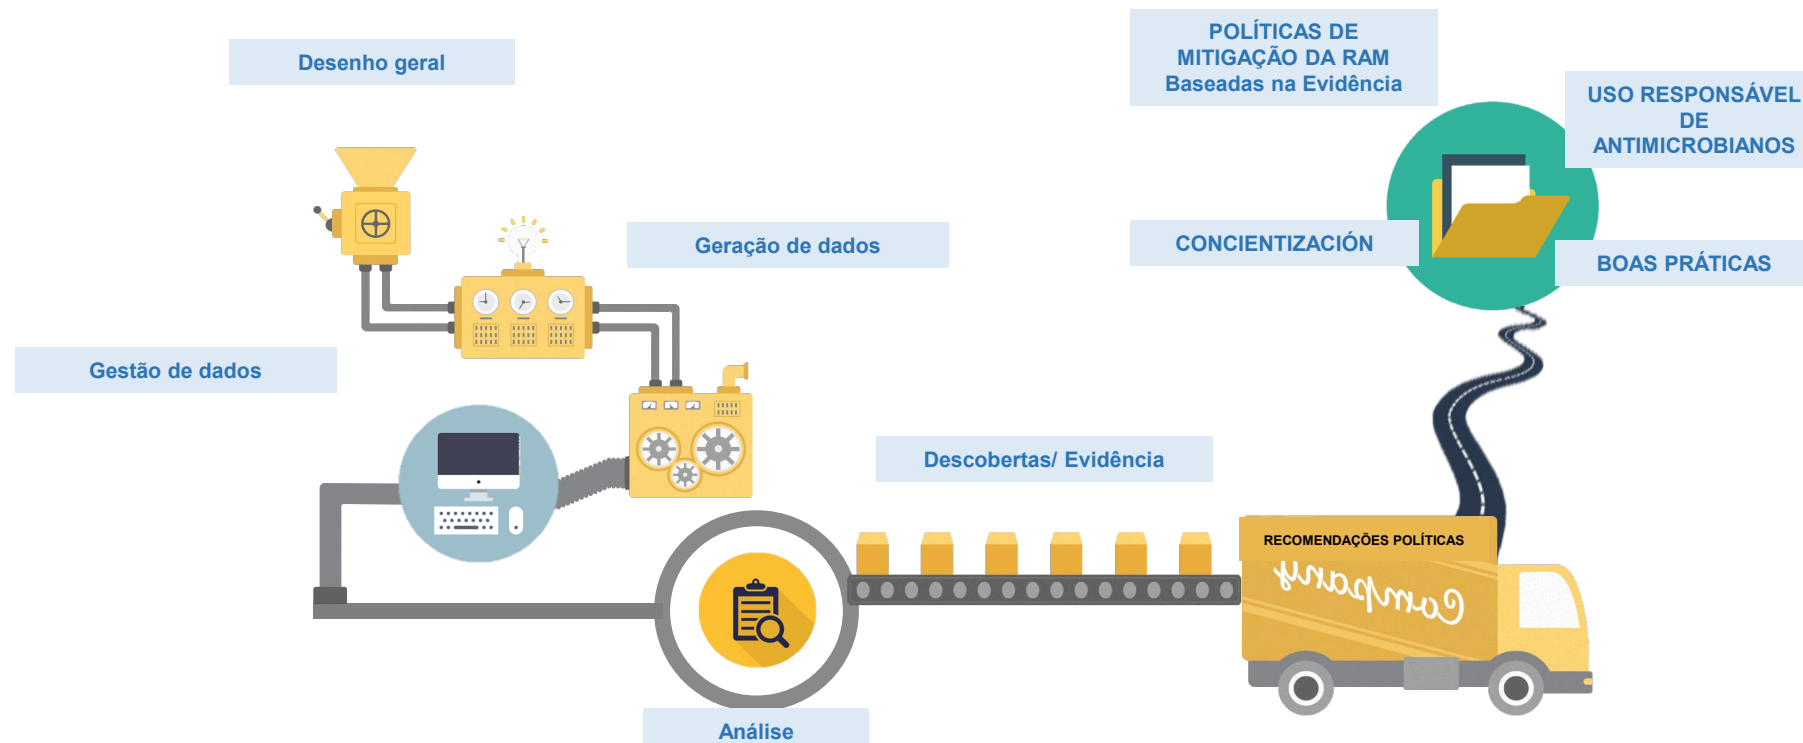 Desenho geral
Geração de dados
Gestão de dados
Descobertas/ Evidência
Análise
RECOMENDAÇÕES POLÍTICAS
Company
POLÍTICAS DE
MITIGAÇÃO DA RAM
Baseadas na Evidência
USO RESPONSÁVEL
DE
ANTIMICROBIANOS
CONCIENTIZACIÓN
BOAS PRÁTICAS